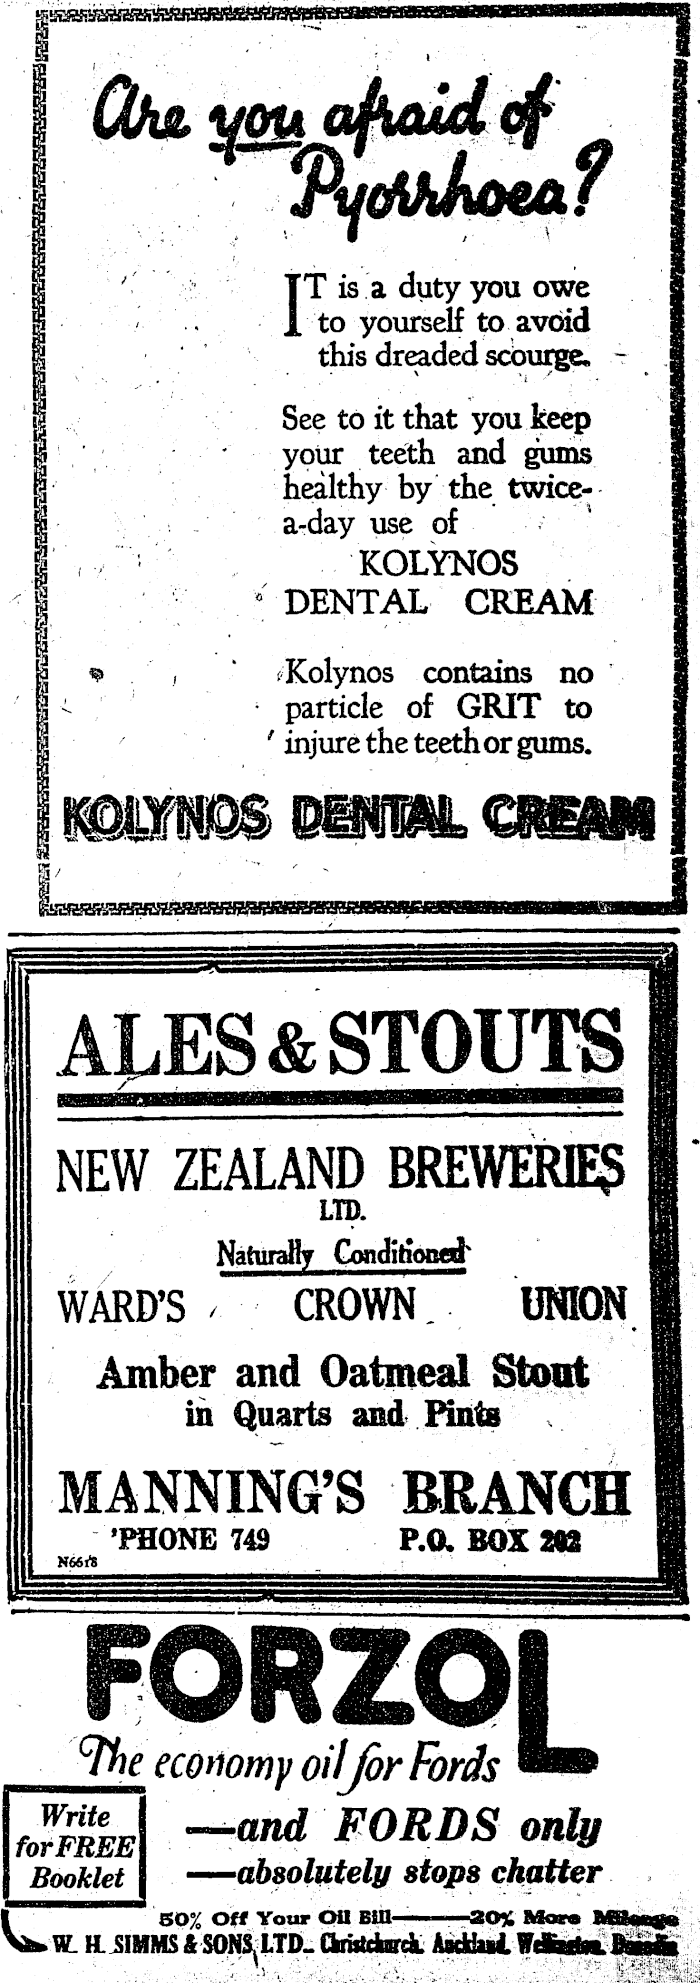 Are you afraid of
Pyorrhoea?
IT is a duty you owe
to yourself to avoid
this dreaded scourge.
See to it that you keep
your teeth and gums
healthy by the twice-
a-day use of
KOLYNOS
DENTAL CREAM
Kolynos contains no
particle of GRIT to
injure the teeth or gums.
KOLYNOS DENTAL CREAM
ALES & STOUTS
NEW ZEALAND BREWERIES
LTD.
Naturally Conditioned
WARD'S CROWN UNION
Amber and Oatmeal Stout
in Quarts and Pints
MANNING'S BRANCH
'PHONE 749 P.O. BOX 202
N6618
FORZOL
The economy oil for Fords
Write
for FREE
Booklet
—and FORDS only
—absolutely stops chatter
50% Off Your Oil Bill——20% More Mileage
W. H. SIMMS & SONS, LTD. Christchurch, Auckland, Wellington, Dunedin